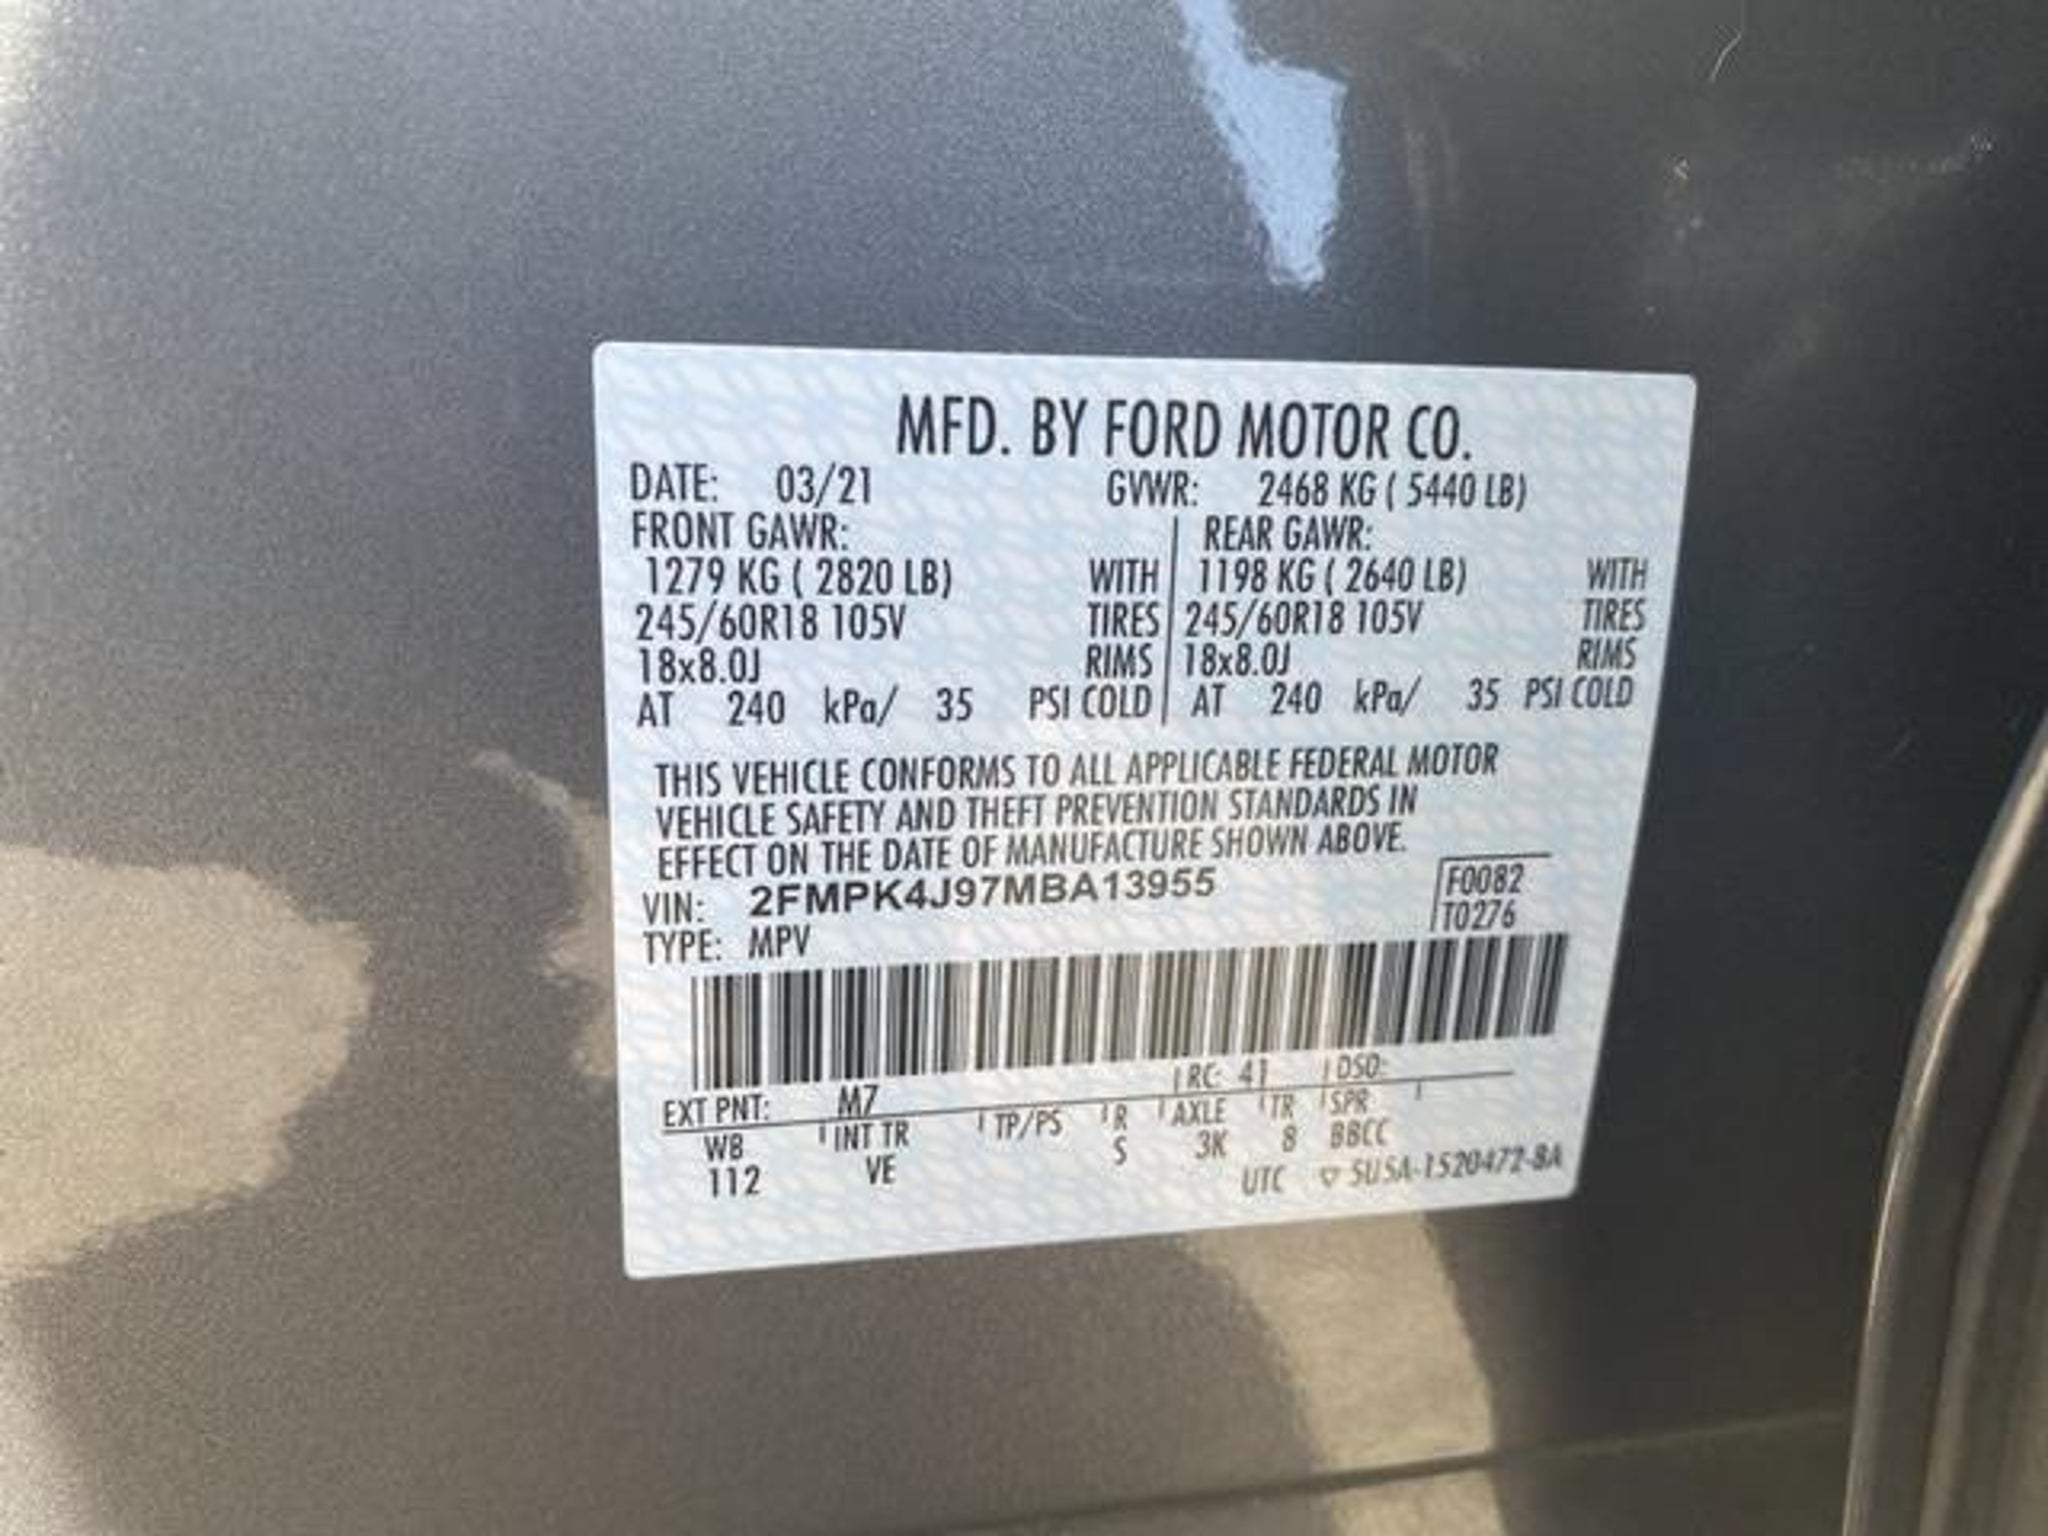 MFD. BY FORD MOTOR CO.
DATE: 03/21 GVWR: 2468 KG ( 5440 LB)
FRONT GAWR: REAR GAWR:
1279 KG ( 2820 LB) WITH 1198 KG ( 2640 LB) WITH
245/60R18 105V TIRES 245/60R18 105V TIRES
18x8.0J RIMS 18x8.0J RIMS
AT 240 kPa/ 35 PSI COLD AT 240 kPa/ 35 PSI COLD
THIS VEHICLE CONFORMS TO ALL APPLICABLE FEDERAL MOTOR
VEHICLE SAFETY AND THEFT PREVENTION STANDARDS IN
EFFECT ON THE DATE OF MANUFACTURE SHOWN ABOVE.
VIN: 2FMPK4J97MBA13955 F0082
TYPE: MPV T0276
EXT PNT: M7 RC: 41 DSO:
W8 INT TR TP/PS R AXLE TR SPR
112 VE S 3K 8 BBCC
UTC ▽ 5U5A-1520472-BA